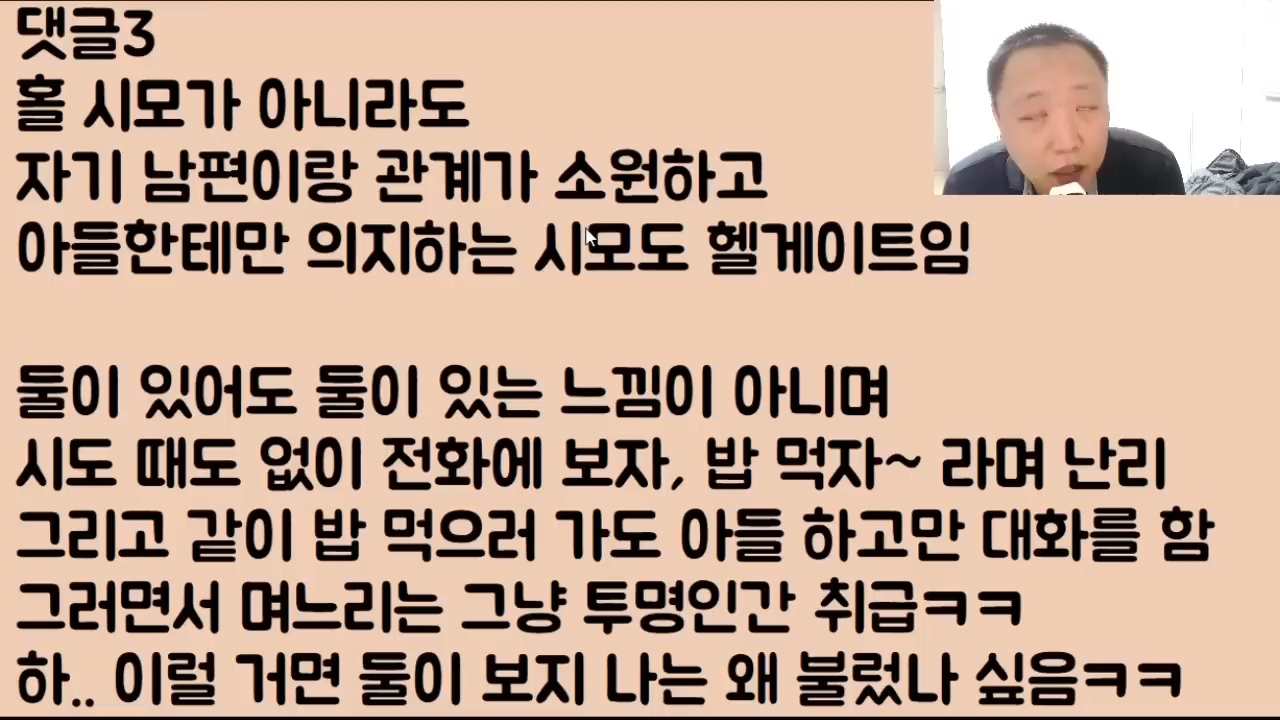 댓글3
홀 시모가 아니라도
자기 남편이랑 관계가 소원하고
아들한테만 의지하는 시모도 헬게이트임
둘이 있어도 둘이 있는 느낌이 아니며
시도 때도 없이 전화에 보자, 밥 먹자~ 라며 난리
그리고 같이 밥 먹으러 가도 아들 하고만 대화를 함
그러면서 며느리는 그냥 투명인간 취급ㅋㅋ
하.. 이럴 거면 둘이 보지 나는 왜 불렀나 싶음ㅋㅋ